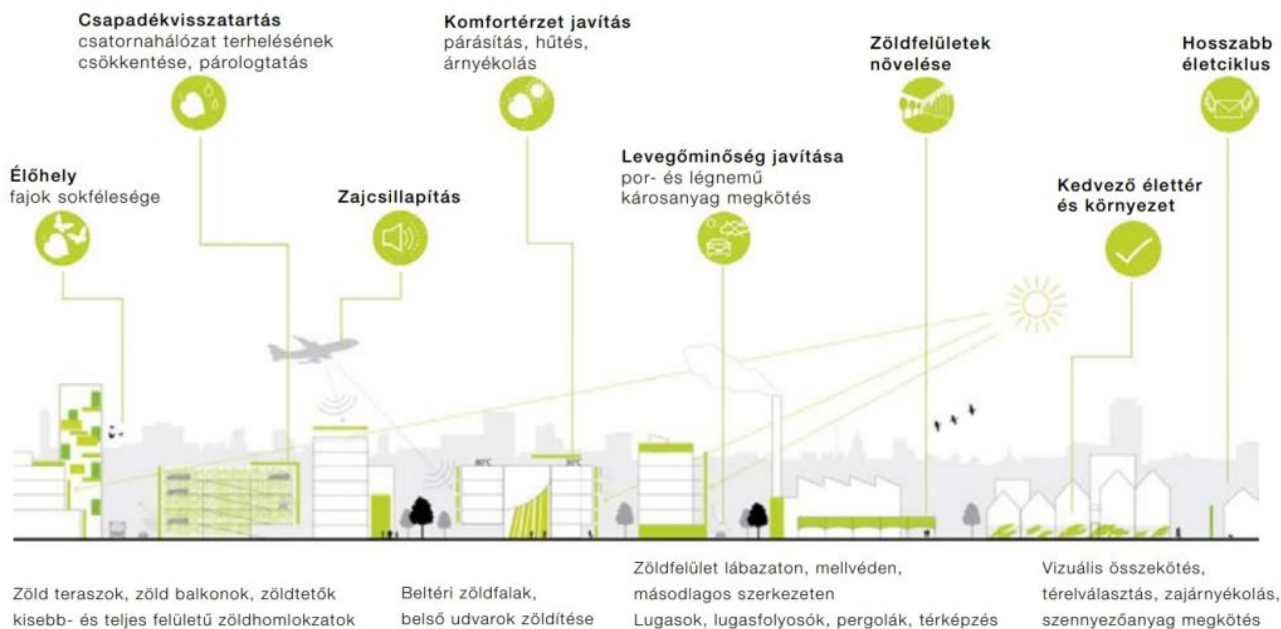 Csapadékvisszatartás
csatornahálózat terhelésének
csökkentése, párologtatás
Komfortérzet javítás
párásítás, hűtés,
árnyékolás
Zöldfelületek
növelése
Hosszabb
életciklus
Élőhely
fajok sokfélesége
Zajcsillapítás
Levegőminőség javítása
por- és légnemű
károsanyag megkötés
Kedvező élettér
és környezet
30°C
Zöld teraszok, zöld balkonok, zöldtetők
kisebb- és teljes felületű zöldhomlokzatok
Beltéri zöldfalak,
belső udvarok zöldítése
Zöldfelület lábazaton, mellvéden,
másodlagos szerkezeten
Lugasok, lugasfolyosók, pergolák, térképzés
Vizuális összekötés,
térelválasztás, zajárnyékolás,
szennyezőanyag megkötés